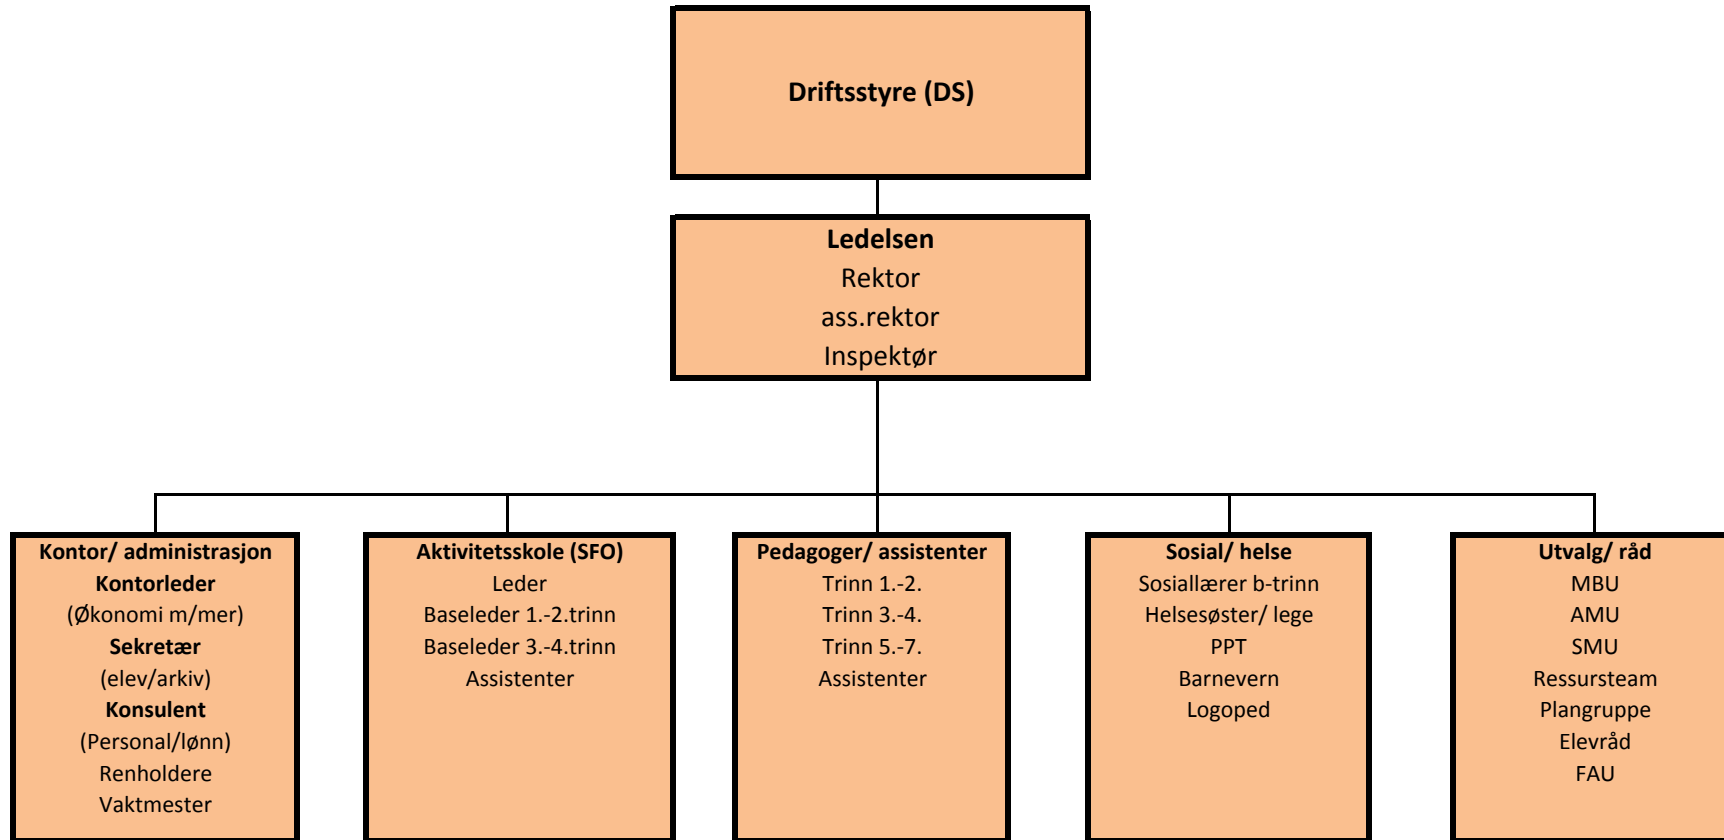 Driftsstyre (DS)
Ledelsen
Rektor
ass.rektor
Inspektør
Kontor/ administrasjon
Kontorleder
(Økonomi m/mer)
Sekretær
(elev/arkiv)
Konsulent
(Personal/lønn)
Renholdere
Vaktmester
Aktivitetsskole (SFO)
Leder
Baseleder 1.-2.trinn
Baseleder 3.-4.trinn
Assistenter
Pedagoger/ assistenter
Trinn 1.-2.
Trinn 3.-4.
Trinn 5.-7.
Assistenter
Sosial/ helse
Sosiallærer b-trinn
Helsesøster/ lege
PPT
Barnevern
Logoped
Utvalg/ råd
MBU
AMU
SMU
Ressursteam
Plangruppe
Elevråd
FAU